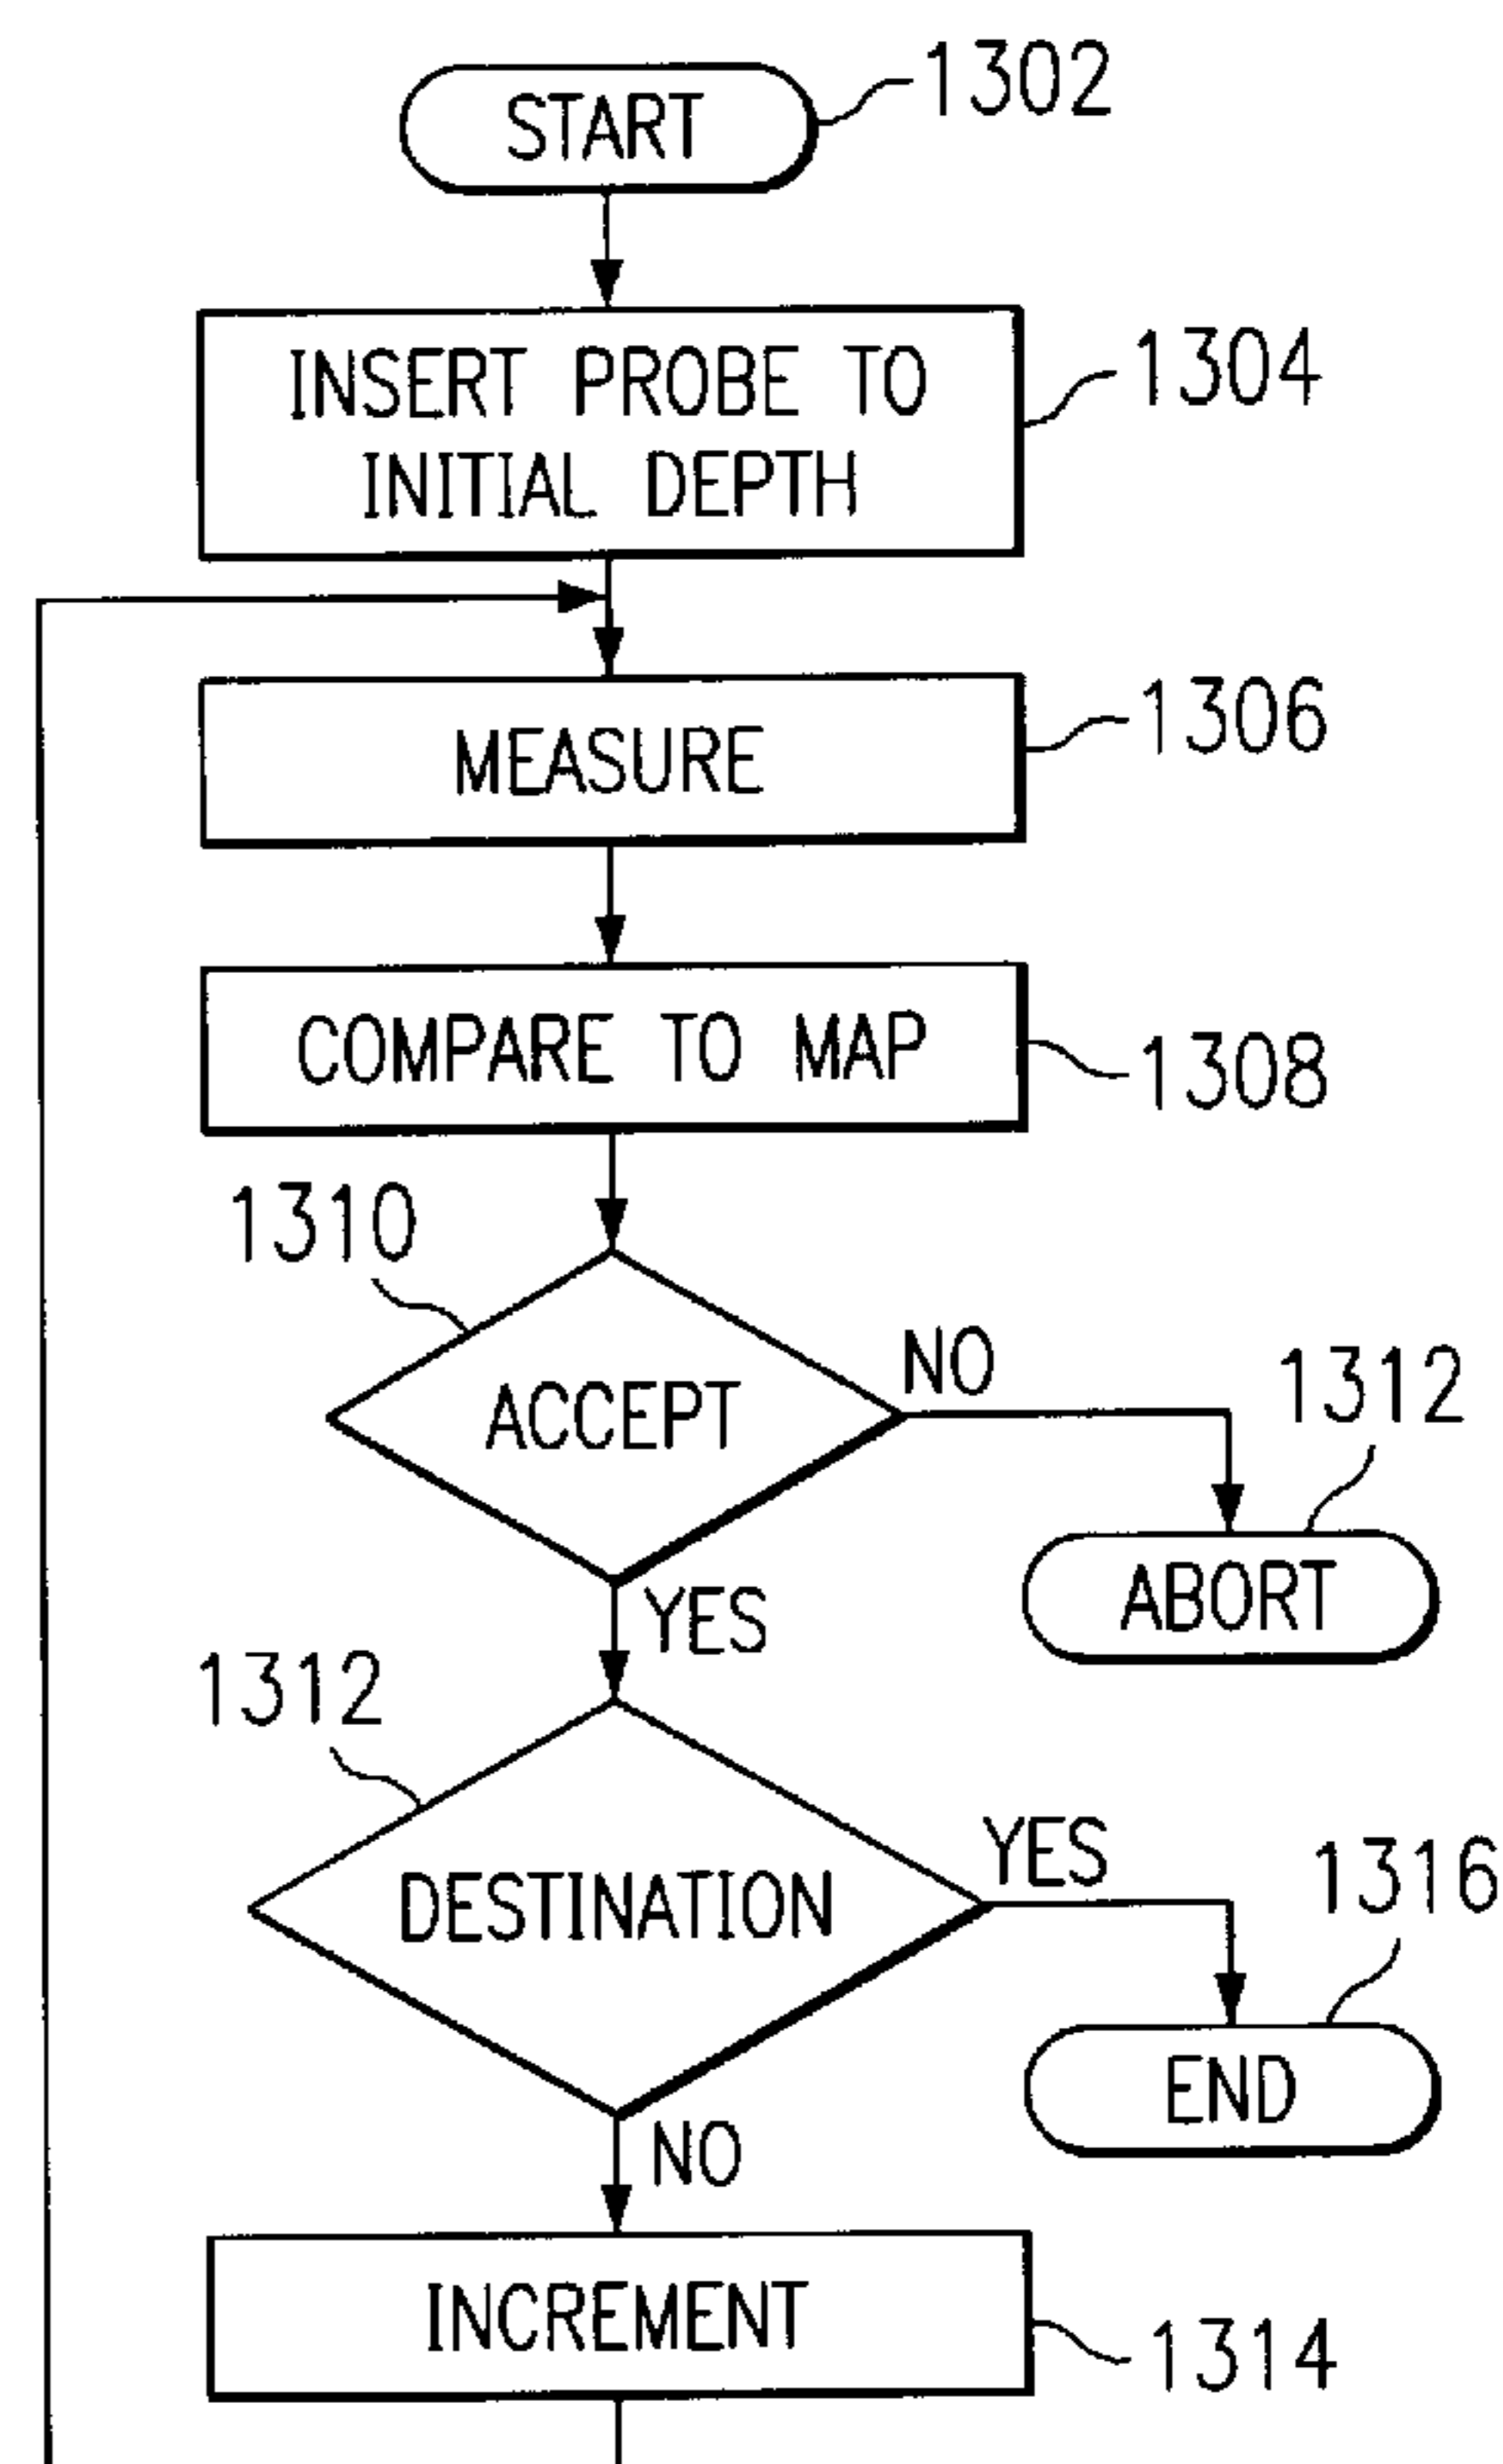 START
1302
INSERT PROBE TO
INITIAL DEPTH
1304
MEASURE
1306
COMPARE TO MAP
1308
1310
ACCEPT
NO
1312
ABORT
YES
1312
DESTINATION
YES
1316
END
NO
INCREMENT
1314